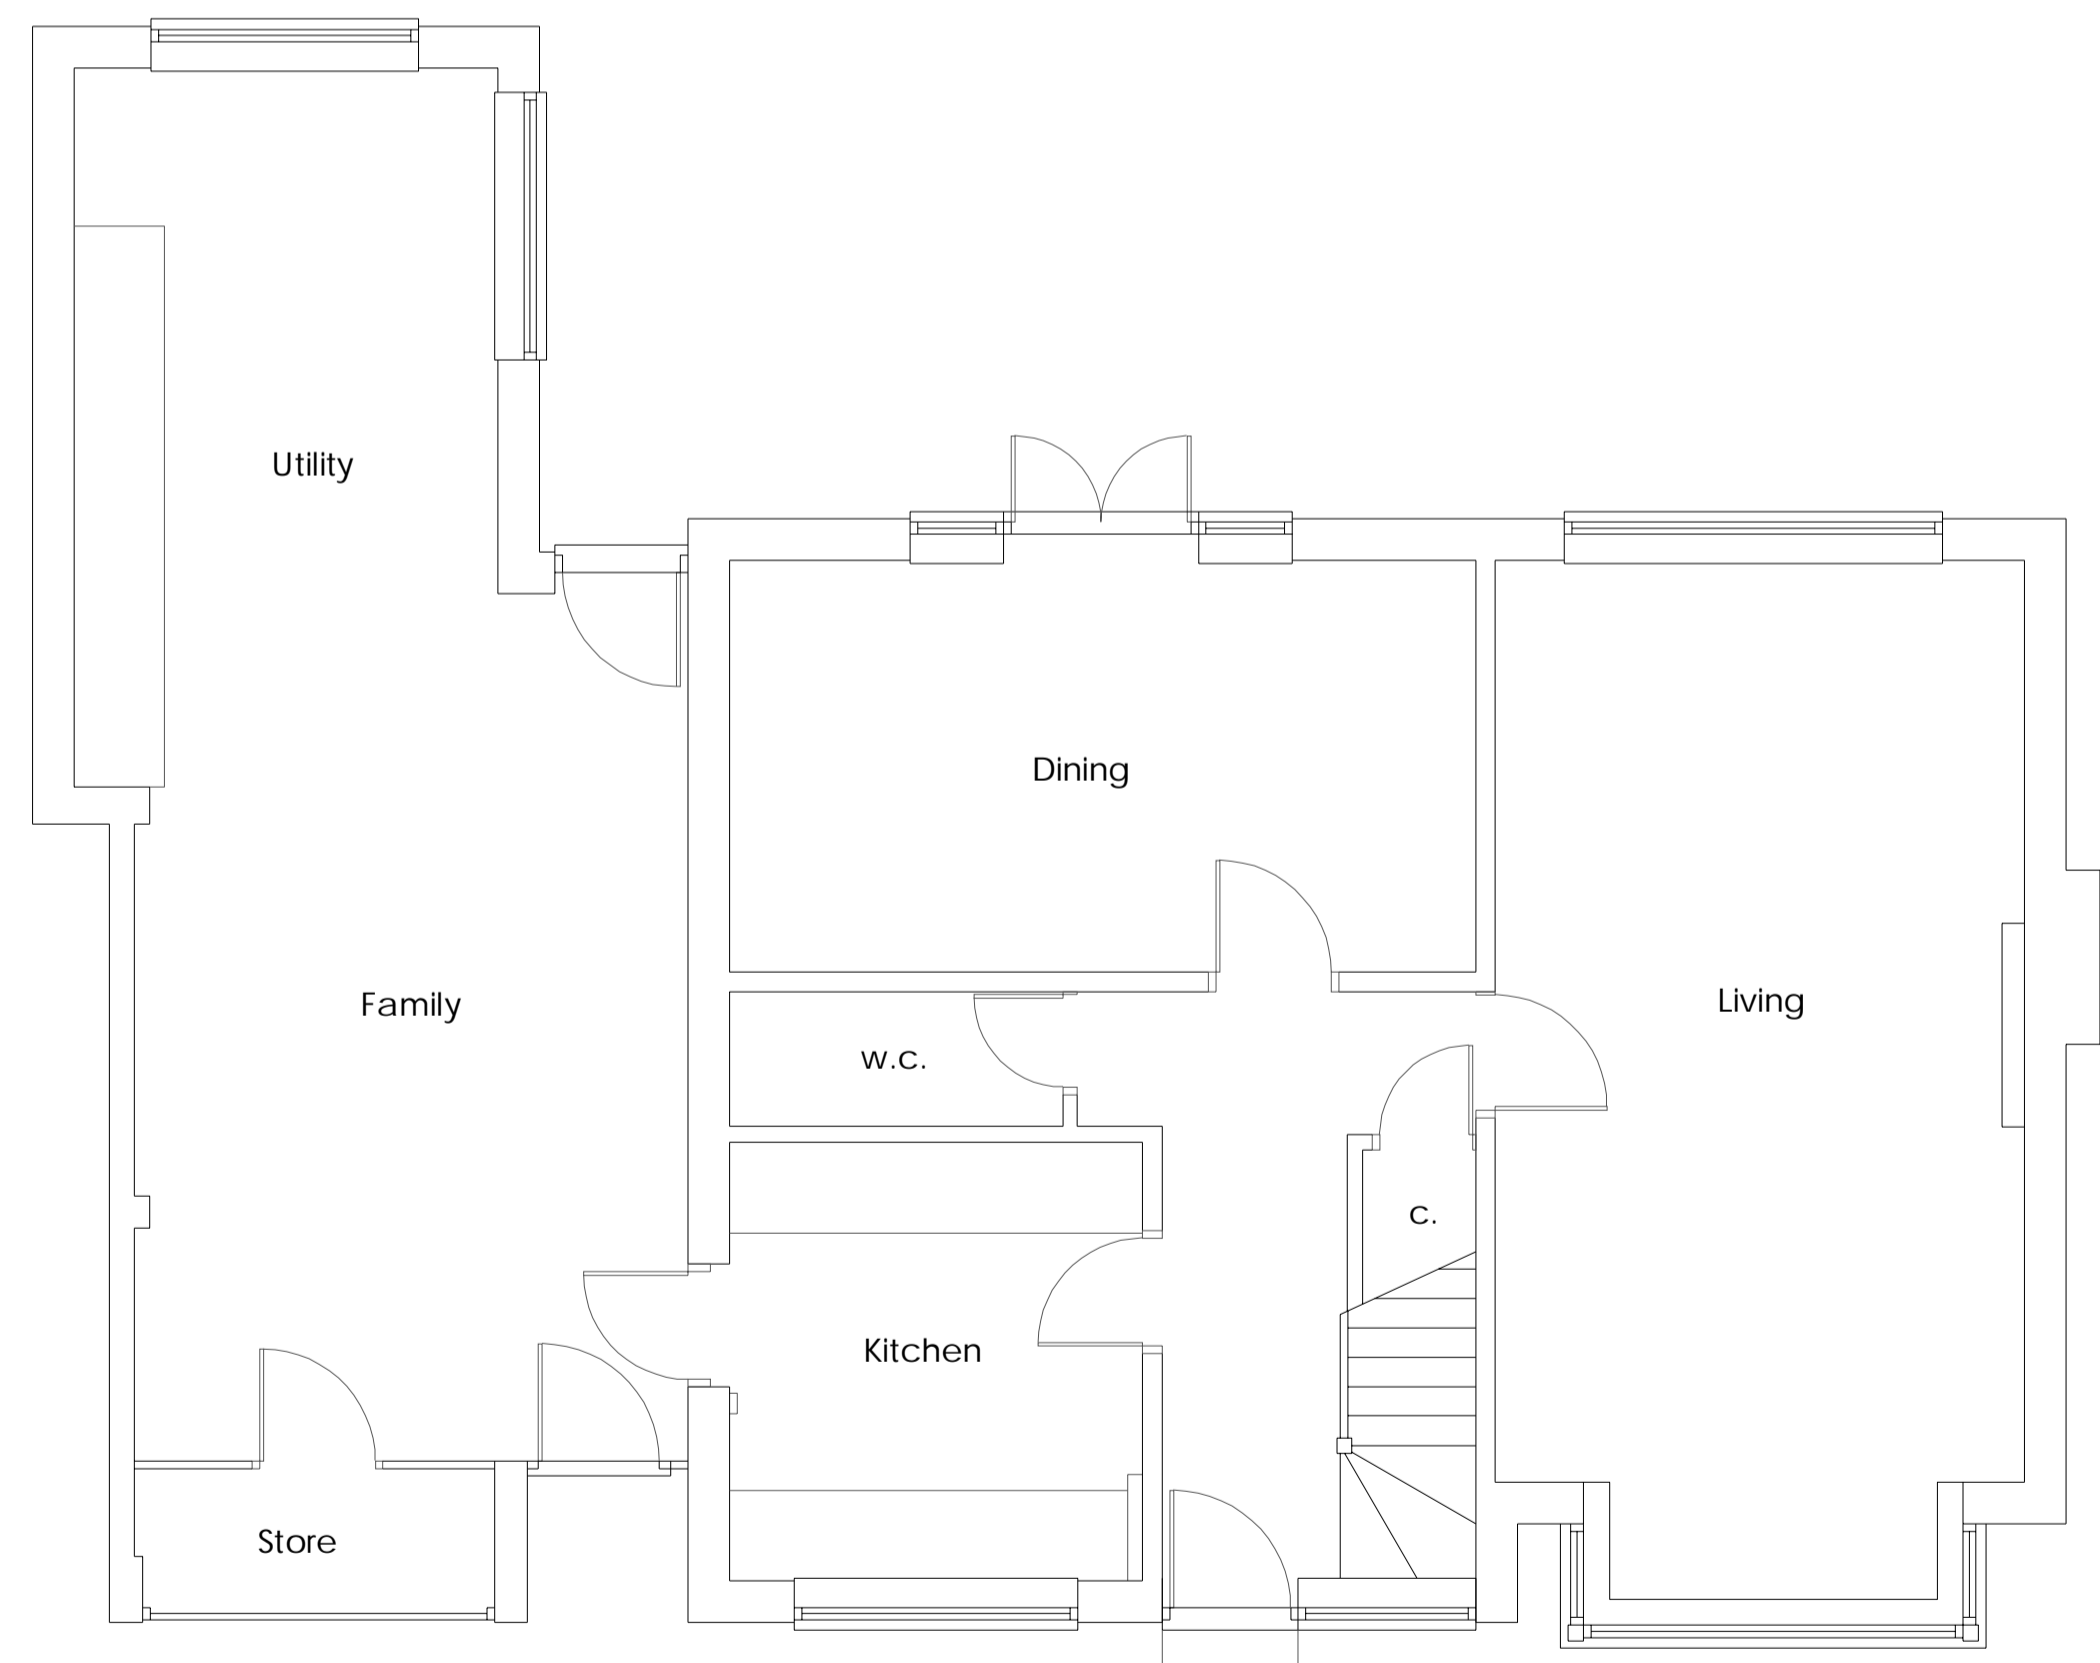 Utility
Dining
Family
Living
w.c.
c.
Kitchen
Store